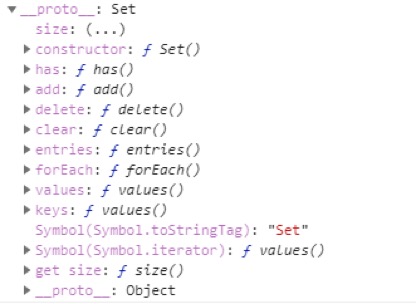 __proto__: Set
size: (...)
constructor: ƒ Set()
has: ƒ has()
add: ƒ add()
delete: ƒ delete()
clear: ƒ clear()
entries: ƒ entries()
forEach: ƒ forEach()
values: ƒ values()
keys: ƒ values()
Symbol(Symbol.toStringTag): "Set"
Symbol(Symbol.iterator): ƒ values()
get size: ƒ size()
__proto__: Object